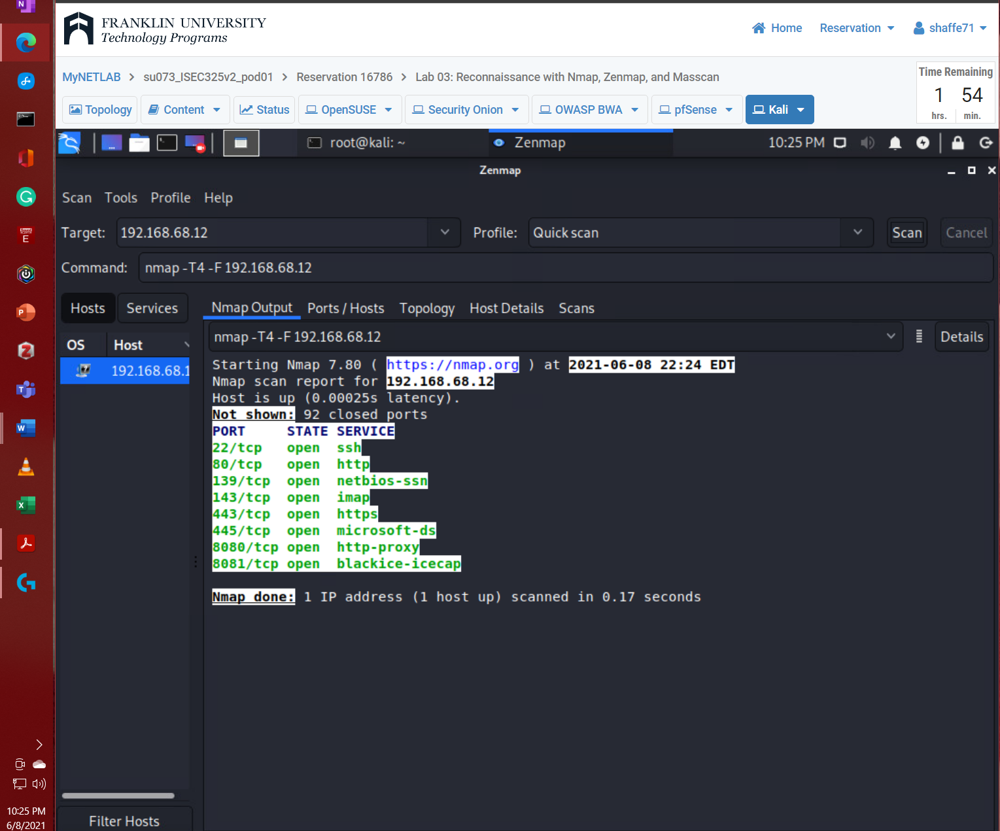 FRANKLIN UNIVERSITY
Technology Programs
Home
Reservation
shaffe71
MyNETLAB > su073_ISEC325v2_pod01 > Reservation 16786 > Lab 03: Reconnaissance with Nmap, Zenmap, and Masscan
Time Remaining
1 54
hrs. min.
Topology
Content
Status
OpenSUSE
Security Onion
OWASP BWA
pfSense
Kali
root@kali: ~
Zenmap
10:25 PM
Zenmap
Scan Tools Profile Help
Target: 192.168.68.12
Profile: Quick scan
Scan
Cancel
Command: nmap -T4 -F 192.168.68.12
Hosts
Services
Nmap Output
Ports / Hosts
Topology
Host Details
Scans
OS Host
192.168.68.1
nmap -T4 -F 192.168.68.12
Details
Starting Nmap 7.80 ( https://nmap.org ) at 2021-06-08 22:24 EDT
Nmap scan report for 192.168.68.12
Host is up (0.00025s latency).
Not shown: 92 closed ports
PORT STATE SERVICE
22/tcp open ssh
80/tcp open http
139/tcp open netbios-ssn
143/tcp open imap
443/tcp open https
445/tcp open microsoft-ds
8080/tcp open http-proxy
8081/tcp open blackice-icecap
Nmap done: 1 IP address (1 host up) scanned in 0.17 seconds
Filter Hosts
10:25 PM
6/8/2021